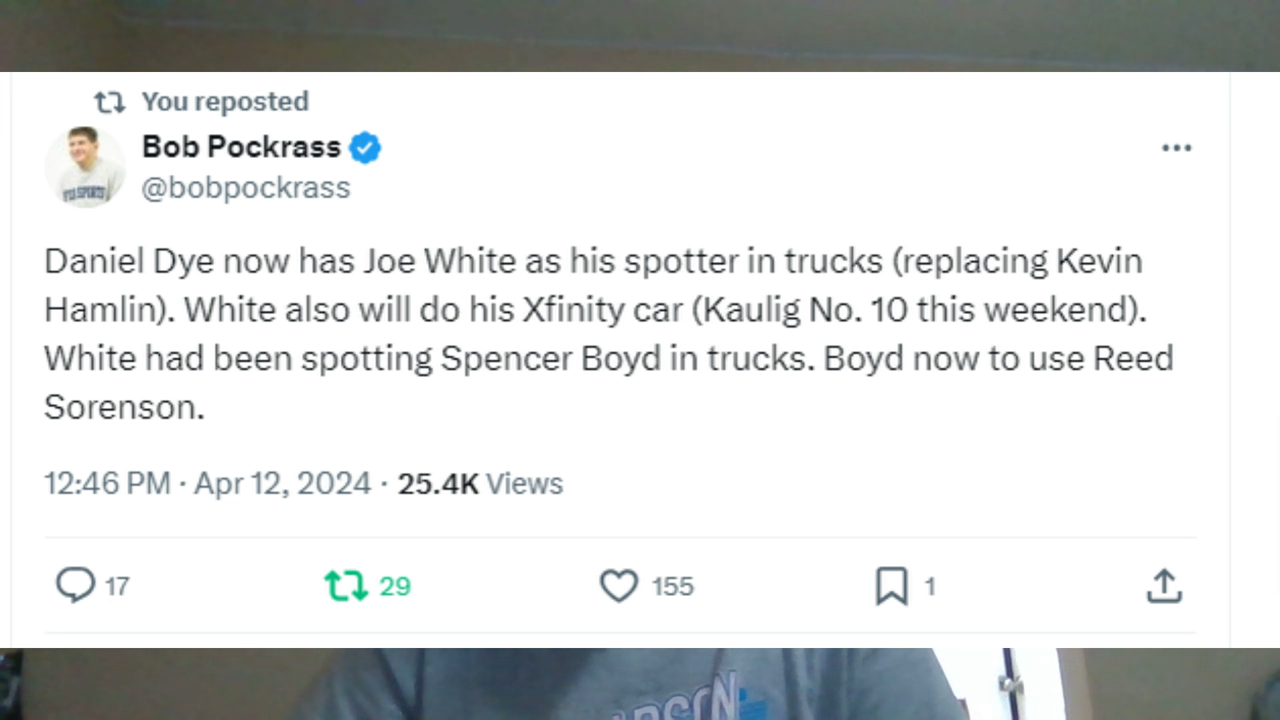 You reposted
Bob Pockrass
@bobpockrass
Daniel Dye now has Joe White as his spotter in trucks (replacing Kevin
Hamlin). White also will do his Xfinity car (Kaulig No. 10 this weekend).
White had been spotting Spencer Boyd in trucks. Boyd now to use Reed
Sorenson.
12:46 PM · Apr 12, 2024 · 25.4K Views
17 29 155 1